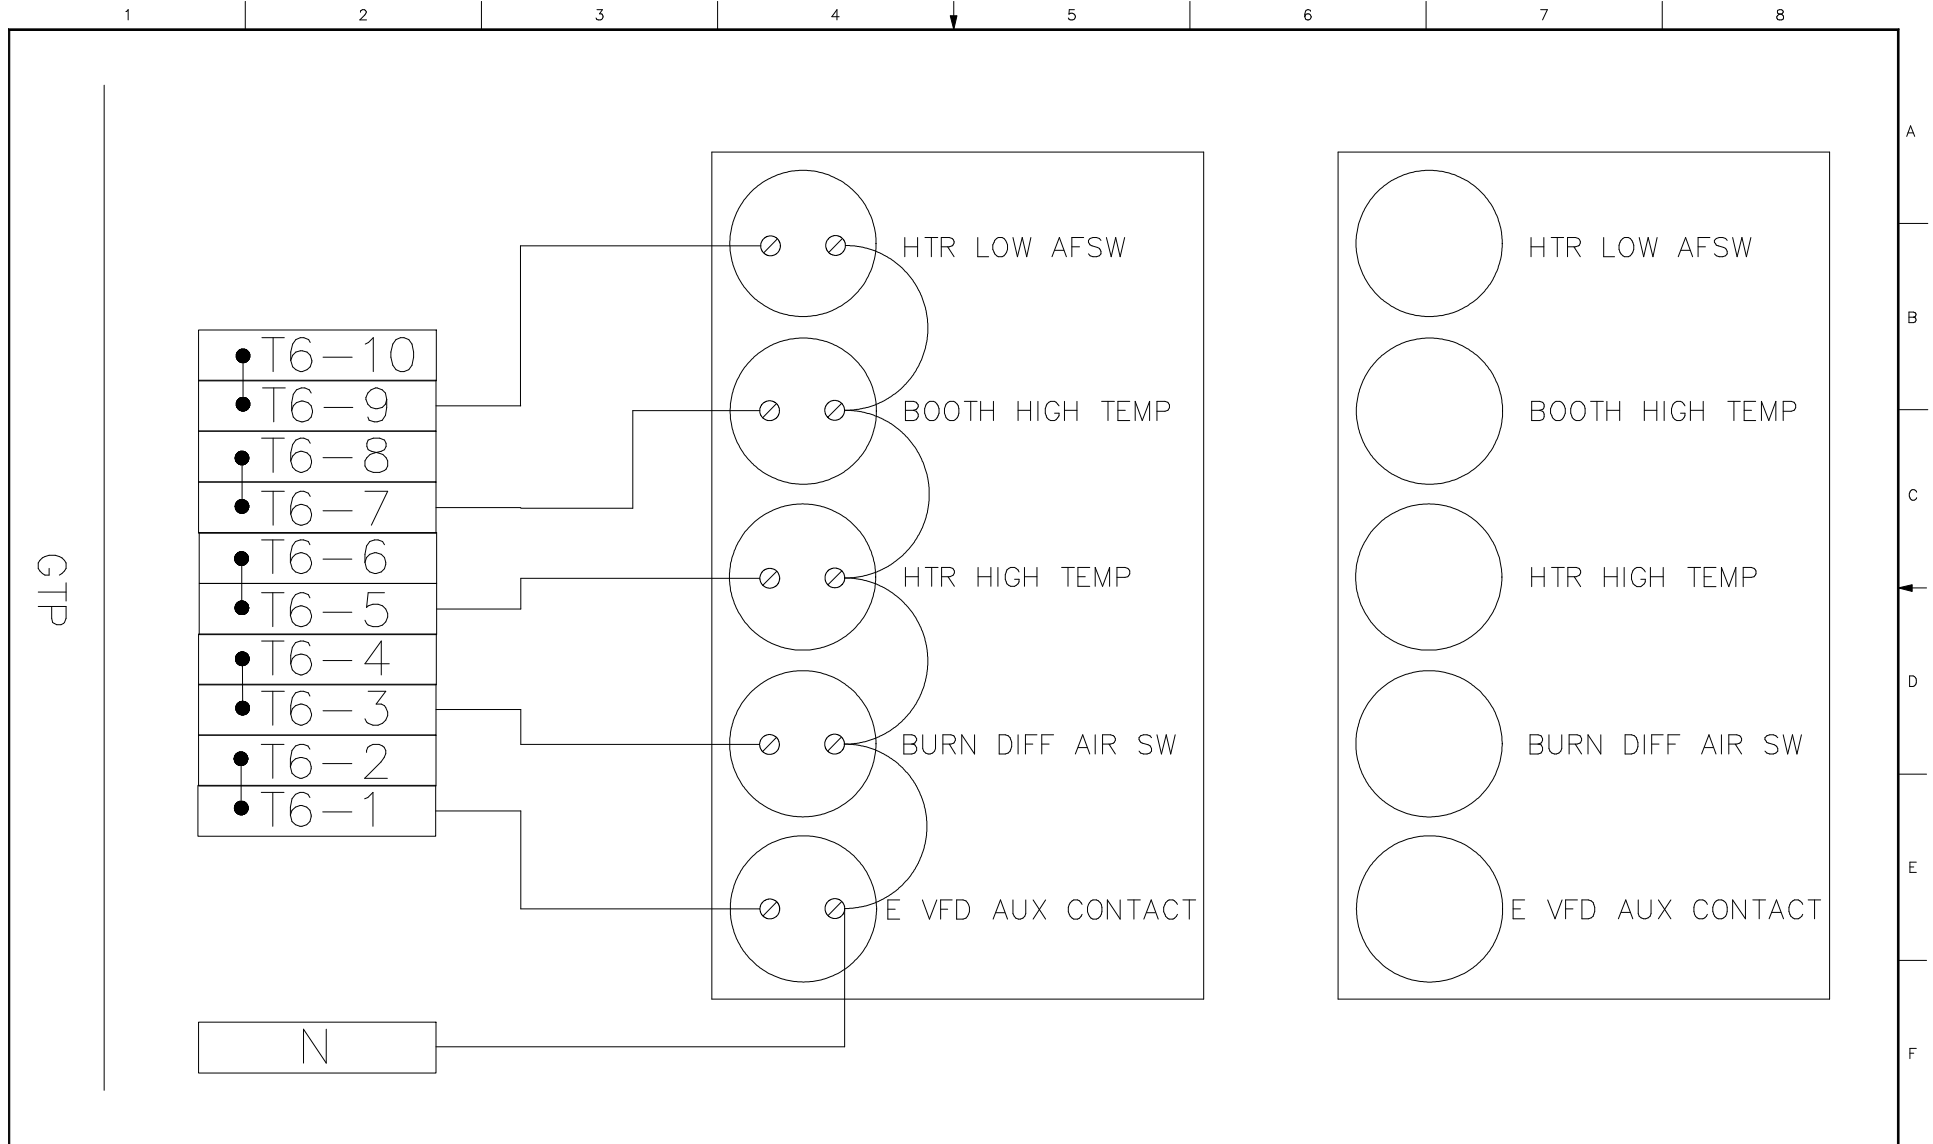 1 2 3 4 5 6 7 8
A
HTR LOW AFSW HTR LOW AFSW
B
T6-10
T6-9 BOOTH HIGH TEMP BOOTH HIGH TEMP
T6-8
C
T6-7
T6-6
GTP
HTR HIGH TEMP HTR HIGH TEMP
T6-5
T6-4
D
T6-3
BURN DIFF AIR SW BURN DIFF AIR SW
T6-2
T6-1
E
E VFD AUX CONTACT E VFD AUX CONTACT
N
F